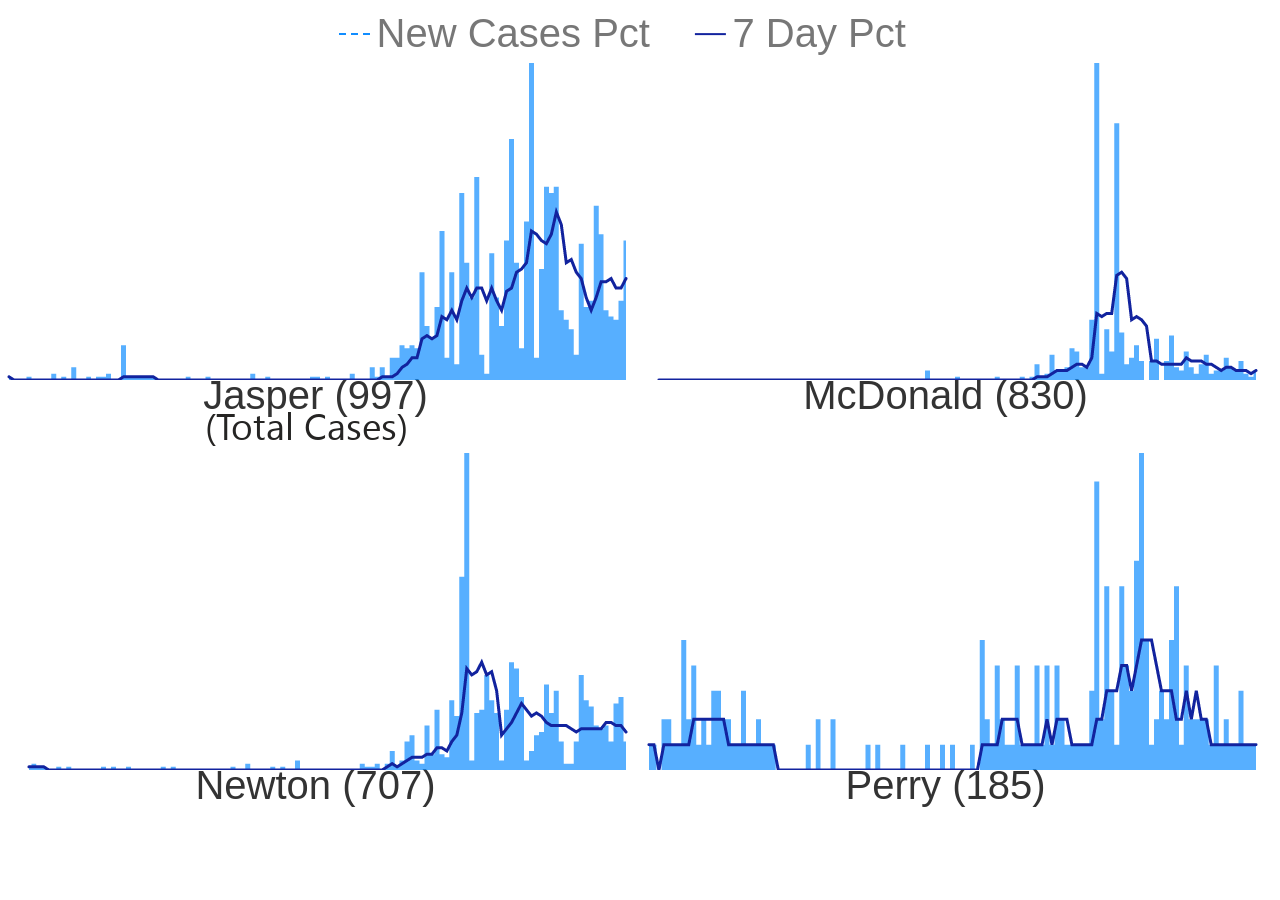 New Cases Pct 7 Day Pct
Jasper (997) McDonald (830)
(Total Cases)
Newton (707) Perry (185)